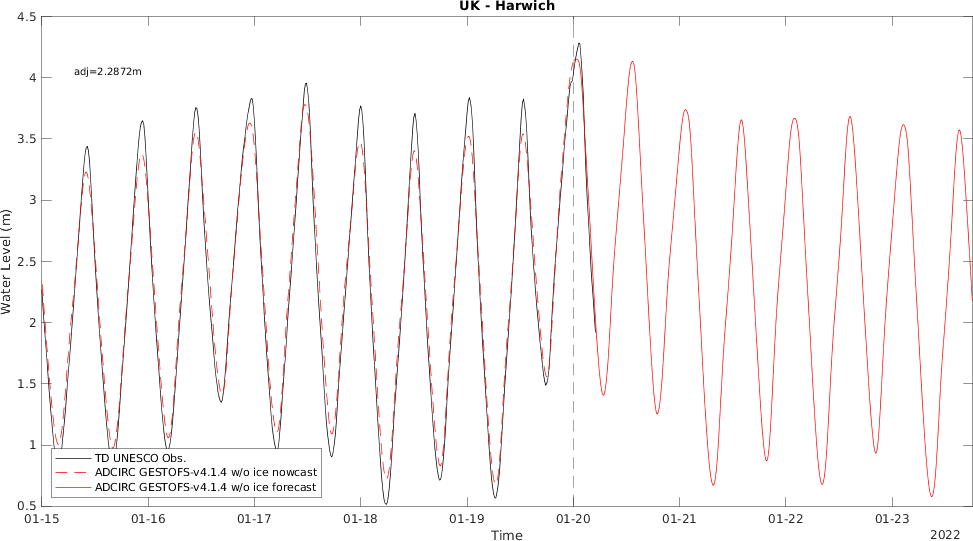 UK - Harwich
4.5
4
3.5
3
2.5
2
1.5
1
0.5
Water Level (m)
adj=2.2872m
TD UNESCO Obs.
ADCIRC GESTOFS-v4.1.4 w/o ice nowcast
ADCIRC GESTOFS-v4.1.4 w/o ice forecast
01-15 01-16 01-17 01-18 01-19 01-20 01-21 01-22 01-23
Time
2022